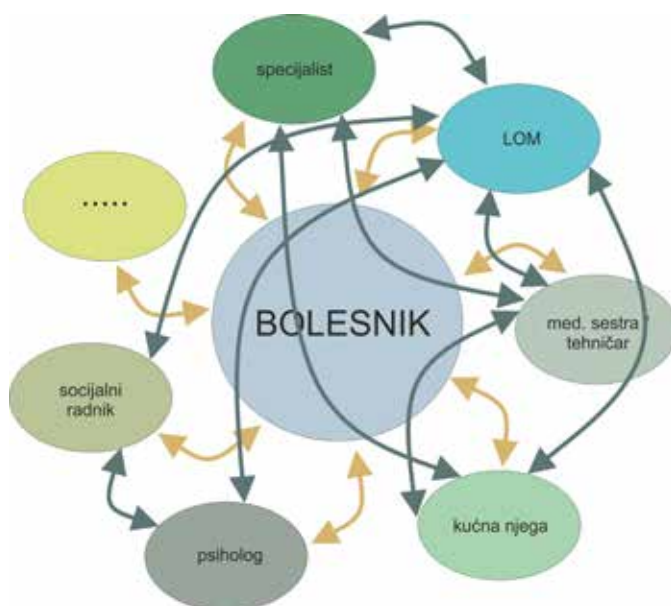 specijalist
LOM
.....
BOLESNIK
med. sestra
tehničar
socijalni
radnik
kućna njega
psiholog